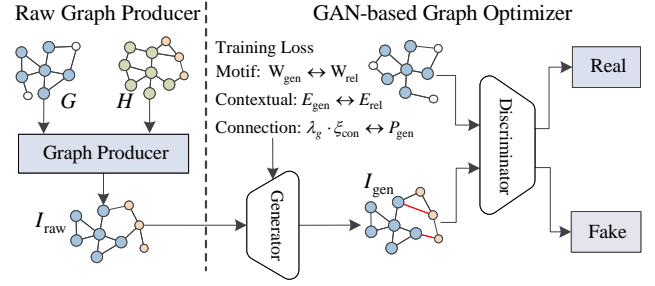 Raw Graph Producer
GAN-based Graph Optimizer
G
H
Graph Producer
I_raw
Training Loss
Motif: W_gen ↔ W_rel
Contextual: E_gen ↔ E_rel
Connection: λ_g · ξ_con ↔ P_gen
Generator
I_gen
Discriminator
Real
Fake